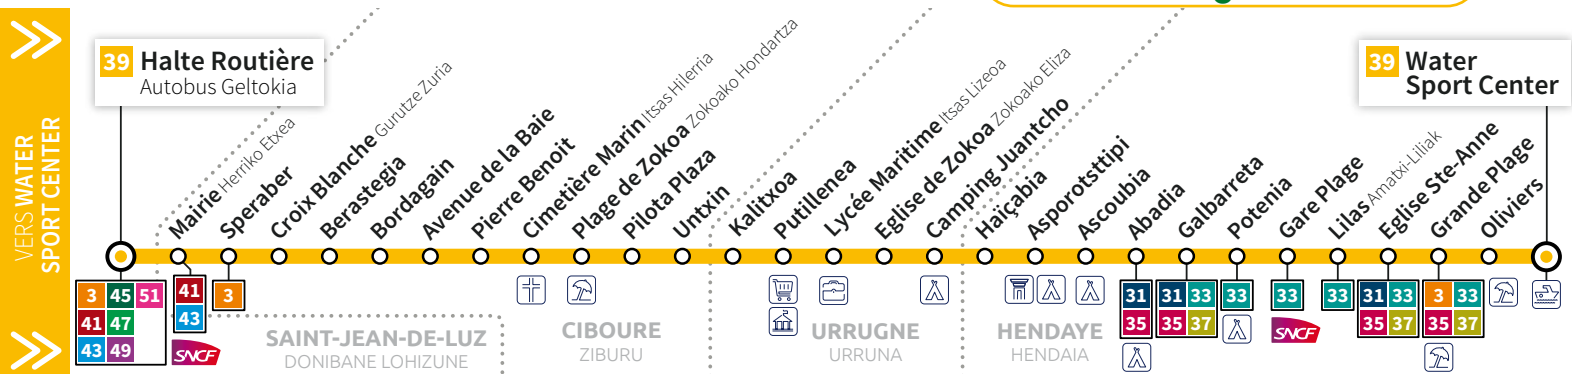 VERS WATER
SPORT CENTER
39 Halte Routière
Autobus Geltokia
Mairie Herriko Etxea
Speraber
Croix Blanche Gurutze Zuria
Berastegia
Bordagain
Avenue de la Baie
Pierre Benoit
Cimetière Marin Itsas Hilerria
Plage de Zokoa Zokoako Hondartza
Pilota Plaza
Untxin
Kalitxoa
Putillenea
Lycée Maritime Itsas Lizeoa
Eglise de Zokoa Zokoako Eliza
Camping Juantcho
Haiçabia
Asporotsttipi
Ascoubia
Abadia
Galbarreta
Potenia
Gare Plage
Lilas Amatxi-Liliak
Eglise Ste-Anne
Grande Plage
Oliviers
39 Water
Sport Center
3 45 51
41 47
43 49
41
43
SNCF
3
31
35
31 33
35 37
33
33
SNCF
33
31 33
35 37
3 33
35 37
SAINT-JEAN-DE-LUZ
DONIBANE LOHIZUNE
CIBOURE
ZIBURU
URRUGNE
URRUNA
HENDAYE
HENDAIA